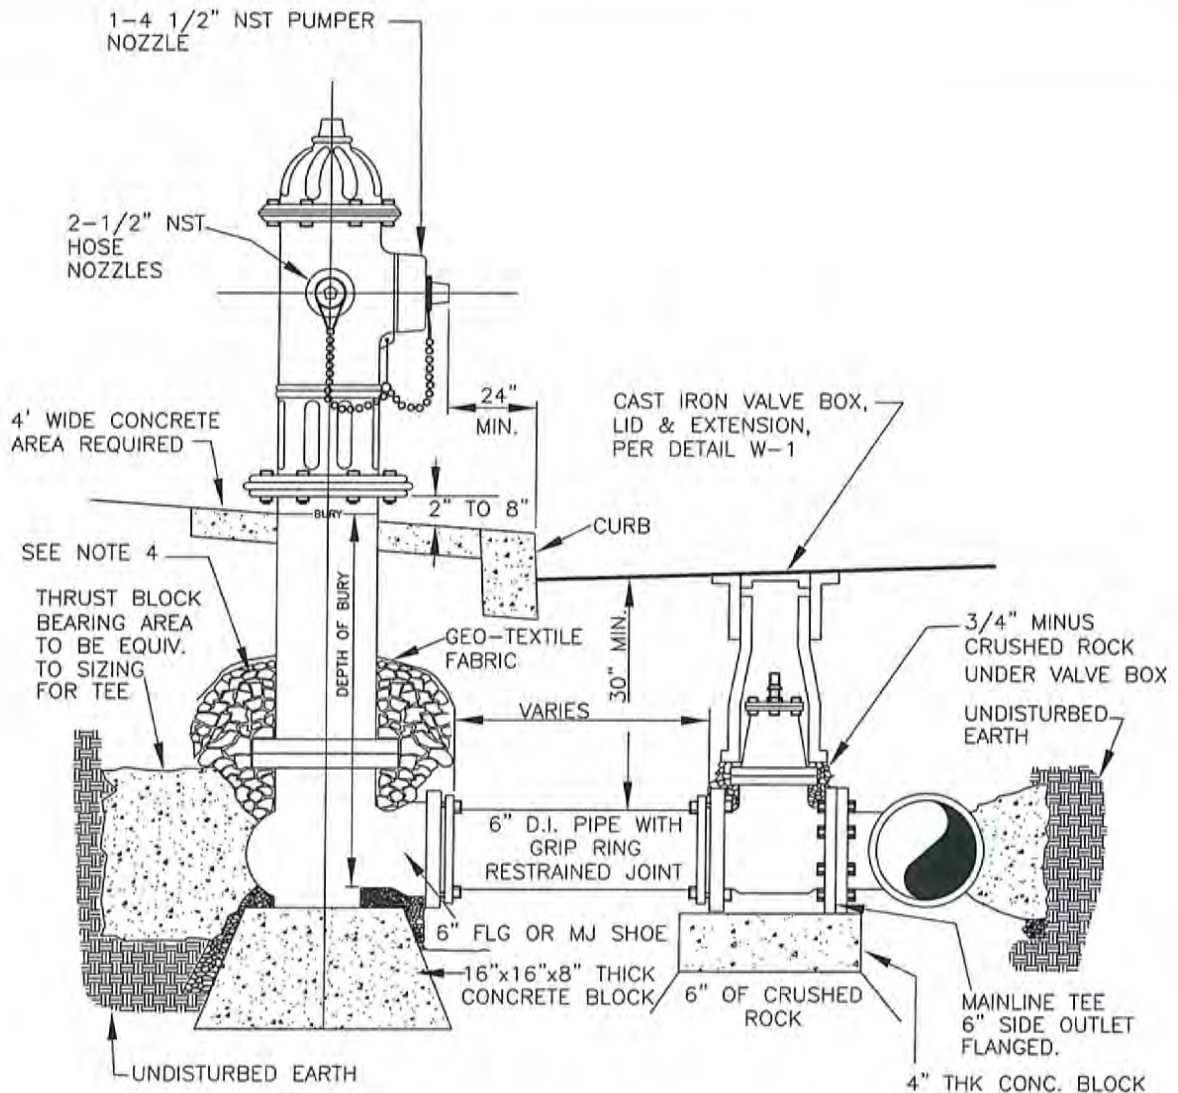 1-4 1/2" NST PUMPER
NOZZLE
2-1/2" NST
HOSE
NOZZLES
24"
MIN.
4' WIDE CONCRETE
AREA REQUIRED
CAST IRON VALVE BOX,
LID & EXTENSION,
PER DETAIL W-1
BURY
2" TO 8"
CURB
SEE NOTE 4
THRUST BLOCK
BEARING AREA
TO BE EQUIV.
TO SIZING
FOR TEE
DEPTH OF BURY
GEO-TEXTILE
FABRIC
30" MIN.
3/4" MINUS
CRUSHED ROCK
UNDER VALVE BOX
VARIES
UNDISTURBED
EARTH
6" D.I. PIPE WITH
GRIP RING
RESTRAINED JOINT
6" FLG OR MJ SHOE
16"x16"x8" THICK
CONCRETE BLOCK
6" OF CRUSHED
ROCK
MAINLINE TEE
6" SIDE OUTLET
FLANGED.
UNDISTURBED EARTH
4" THK CONC. BLOCK